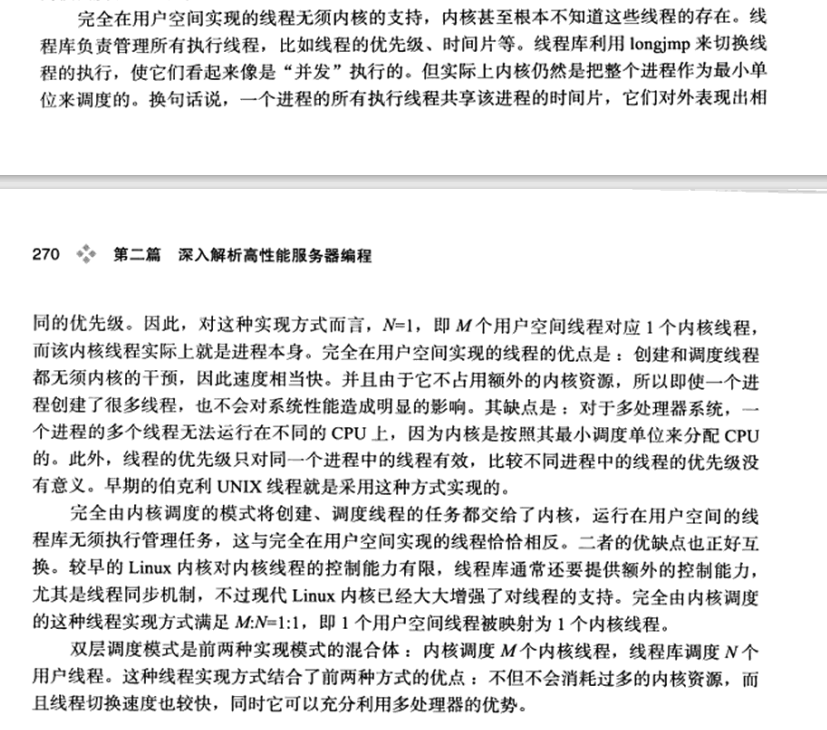 完全在用户空间实现的线程无须内核的支持，内核甚至根本不知道这些线程的存在。线
程库负责管理所有执行线程，比如线程的优先级、时间片等。线程库利用 longjmp 来切换线
程的执行，使它们看起来像是“并发”执行的。但实际上内核仍然是把整个进程作为最小单
位来调度的。换句话说，一个进程的所有执行线程共享该进程的时间片，它们对外表现出相
270 第二篇 深入解析高性能服务器编程
同的优先级。因此，对这种实现方式而言，N=1，即 M 个用户空间线程对应 1 个内核线程，
而该内核线程实际上就是进程本身。完全在用户空间实现的线程的优点是：创建和调度线程
都无须内核的干预，因此速度相当快。并且由于它不占用额外的内核资源，所以即使一个进
程创建了很多线程，也不会对系统性能造成明显的影响。其缺点是：对于多处理器系统，一
个进程的多个线程无法运行在不同的 CPU 上，因为内核是按照其最小调度单位来分配 CPU
的。此外，线程的优先级只对同一个进程中的线程有效，比较不同进程中的线程的优先级没
有意义。早期的伯克利 UNIX 线程就是采用这种方式实现的。
完全由内核调度的模式将创建、调度线程的任务都交给了内核，运行在用户空间的线
程库无须执行管理任务，这与完全在用户空间实现的线程恰恰相反。二者的优缺点也正好互
换。较早的 Linux 内核对内核线程的控制能力有限，线程库通常还要提供额外的控制能力，
尤其是线程同步机制，不过现代 Linux 内核已经大大增强了对线程的支持。完全由内核调度
的这种线程实现方式满足 M:N=1:1，即 1 个用户空间线程被映射为 1 个内核线程。
双层调度模式是前两种实现模式的混合体：内核调度 M 个内核线程，线程库调度 N 个
用户线程。这种线程实现方式结合了前两种方式的优点：不但不会消耗过多的内核资源，而
且线程切换速度也较快，同时它可以充分利用多处理器的优势。